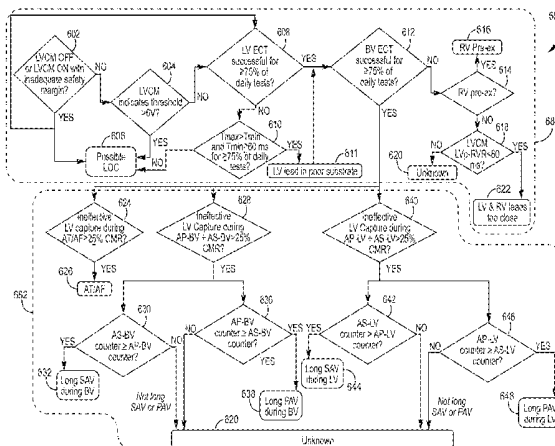 602
LVCM OFF
or LVCM ON with
inadequate safety
margin?
NO
YES
604
LVCM
indicates threshold
>6V?
NO
YES
606
Possible
LOC
608
LV ECT
successful for
≥75% of
daily tests?
YES
NO
610
and Tmin>60 ms
for ≥75% of daily
tests?
YES
NO
611
LV lead in poor substrate
612
BV ECT
successful for
≥75% of
daily tests?
NO
YES
616
RV Pre-ex
YES
614
RV pre-ex?
NO
618
LVCM
LVp-RVR<80
ms?
NO
620
Unknown
YES
622
LV & RV leads
too close
652
624
Ineffective
LV capture during
AT/AF>25% CMR?
YES
626
AT/AF
628
Ineffective
LV Capture during
AP-BV + AS-BV>25%
CMR?
YES
640
Ineffective
LV Capture during
AP-LV + AS-LV>25%
CMR?
YES
630
AS-BV
counter ≥ AP-BV
counter?
YES
NO
632
Long SAV
during BV
Not long
SAV or PAV
636
AP-BV
counter ≥ AS-BV
counter?
NO
YES
YES
638
Long PAV
during BV
642
AS-LV
counter ≥ AP-LV
counter?
YES
NO
Long SAV
during LV
644
646
AP-LV
counter ≥ AS-LV
counter?
NO
YES
Not long
SAV or PAV
648
Long PAV
during LV
620
Unknown